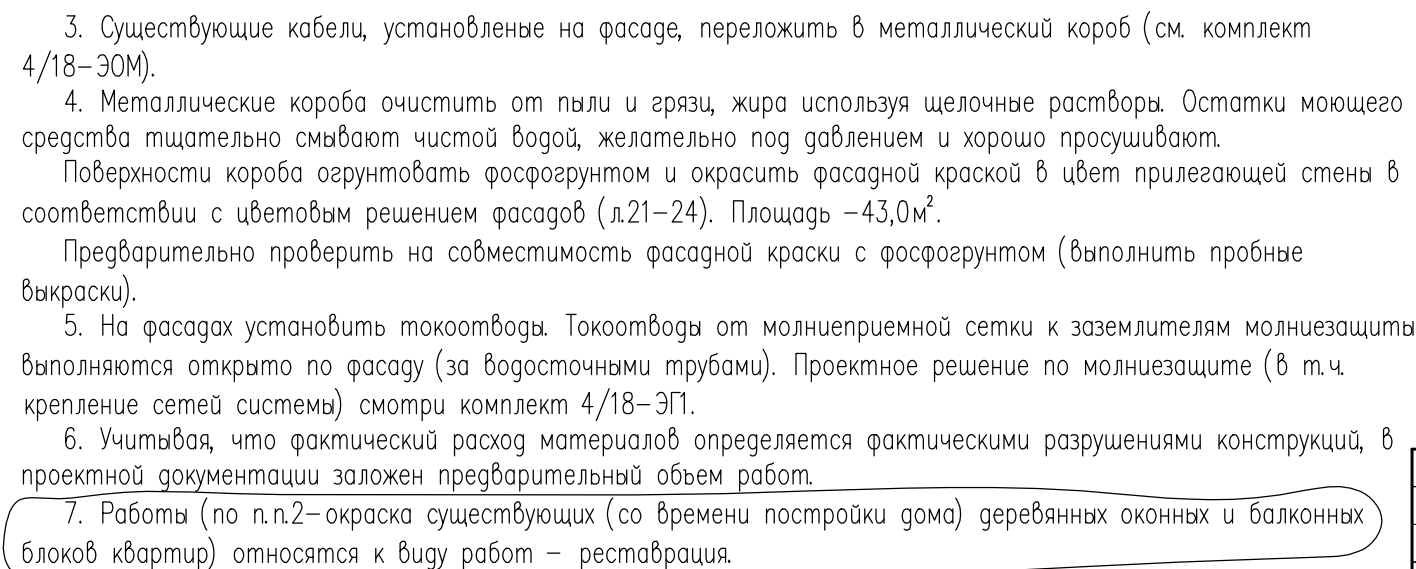 3. Существующие кабели, установленые на фасаде, переложить в металлический короб (см. комплект
4/18-ЭОМ).
4. Металлические короба очистить от пыли и грязи, жира используя щелочные растворы. Остатки моющего
средства тщательно смывают чистой водой, желательно под давлением и хорошо просушивают.
Поверхности короба огрунтовать фосфогрунтом и окрасить фасадной краской в цвет прилегающей стены в
соответствии с цветовым решением фасадов (л.21-24). Площадь -43,0м².
Предварительно проверить на совместимость фасадной краски с фосфогрунтом (выполнить пробные
выкраски).
5. На фасадах установить токоотводы. Токоотводы от молниеприемной сетки к заземлителям молниезащиты
выполняются открыто по фасаду (за водосточными трубами). Проектное решение по молниезащите (в т.ч.
крепление сетей системы) смотри комплект 4/18-ЭГ1.
6. Учитывая, что фактический расход материалов определяется фактическими разрушениями конструкций, в
проектной документации заложен предварительный объем работ.
7. Работы (по п.п.2- окраска существующих (со времени постройки дома) деревянных оконных и балконных
блоков квартир) относятся к виду работ - реставрация.